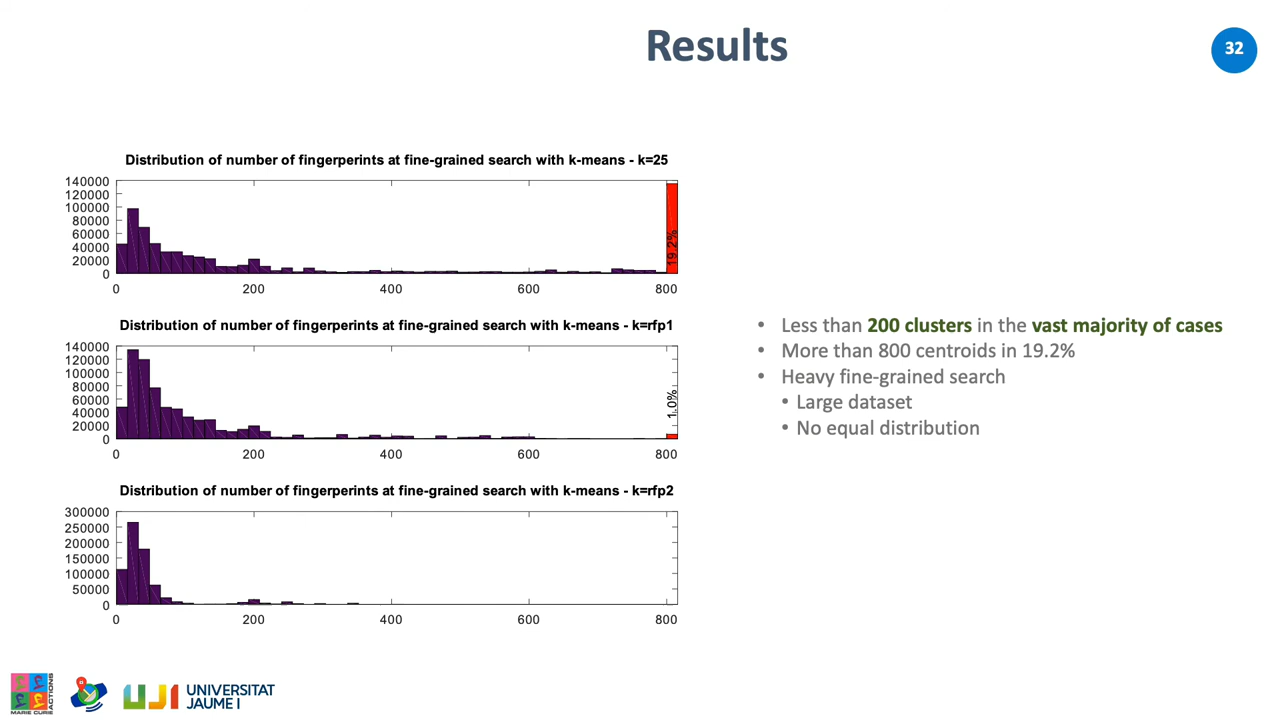 Results
32
Distribution of number of fingerperints at fine-grained search with k-means - k=25
140000
120000
100000
80000
60000
40000
20000
0
19.2%
0 200 400 600 800
Distribution of number of fingerperints at fine-grained search with k-means - k=rfp1
140000
120000
100000
80000
60000
40000
20000
0
1.0%
0 200 400 600 800
Distribution of number of fingerperints at fine-grained search with k-means - k=rfp2
300000
250000
200000
150000
100000
50000
0
0 200 400 600 800
• Less than 200 clusters in the vast majority of cases
• More than 800 centroids in 19.2%
• Heavy fine-grained search
• Large dataset
• No equal distribution
MARIE CURIE
ACTIONS
UJI
UNIVERSITAT
JAUME I